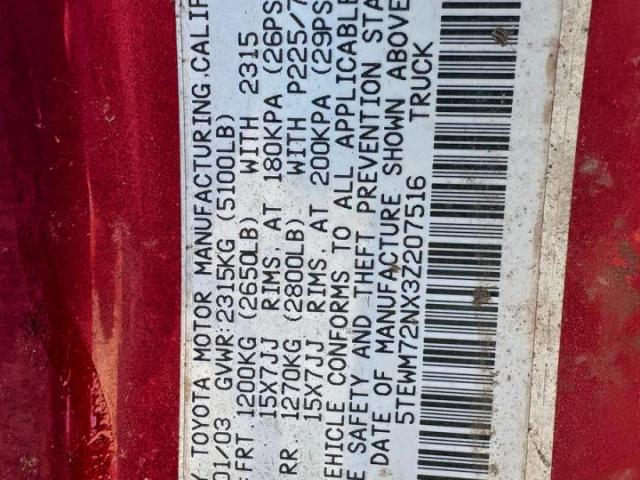 TOYOTA MOTOR MANUFACTURING, CALIF
01/03 GVWR: 2315KG (5100LB)
FRT 1200KG (2650LB) WITH 2315
15X7JJ RIMS, AT 180KPA (26PS
RR 1270KG (2800LB) WITH P225/7
15X7JJ RIMS, AT 200KPA (29PS
EHICLE CONFORMS TO ALL APPLICABLE
E SAFETY AND THEFT PREVENTION STA
DATE OF MANUFACTURE SHOWN ABOVE
5TEWM72NX3Z207516 TRUCK